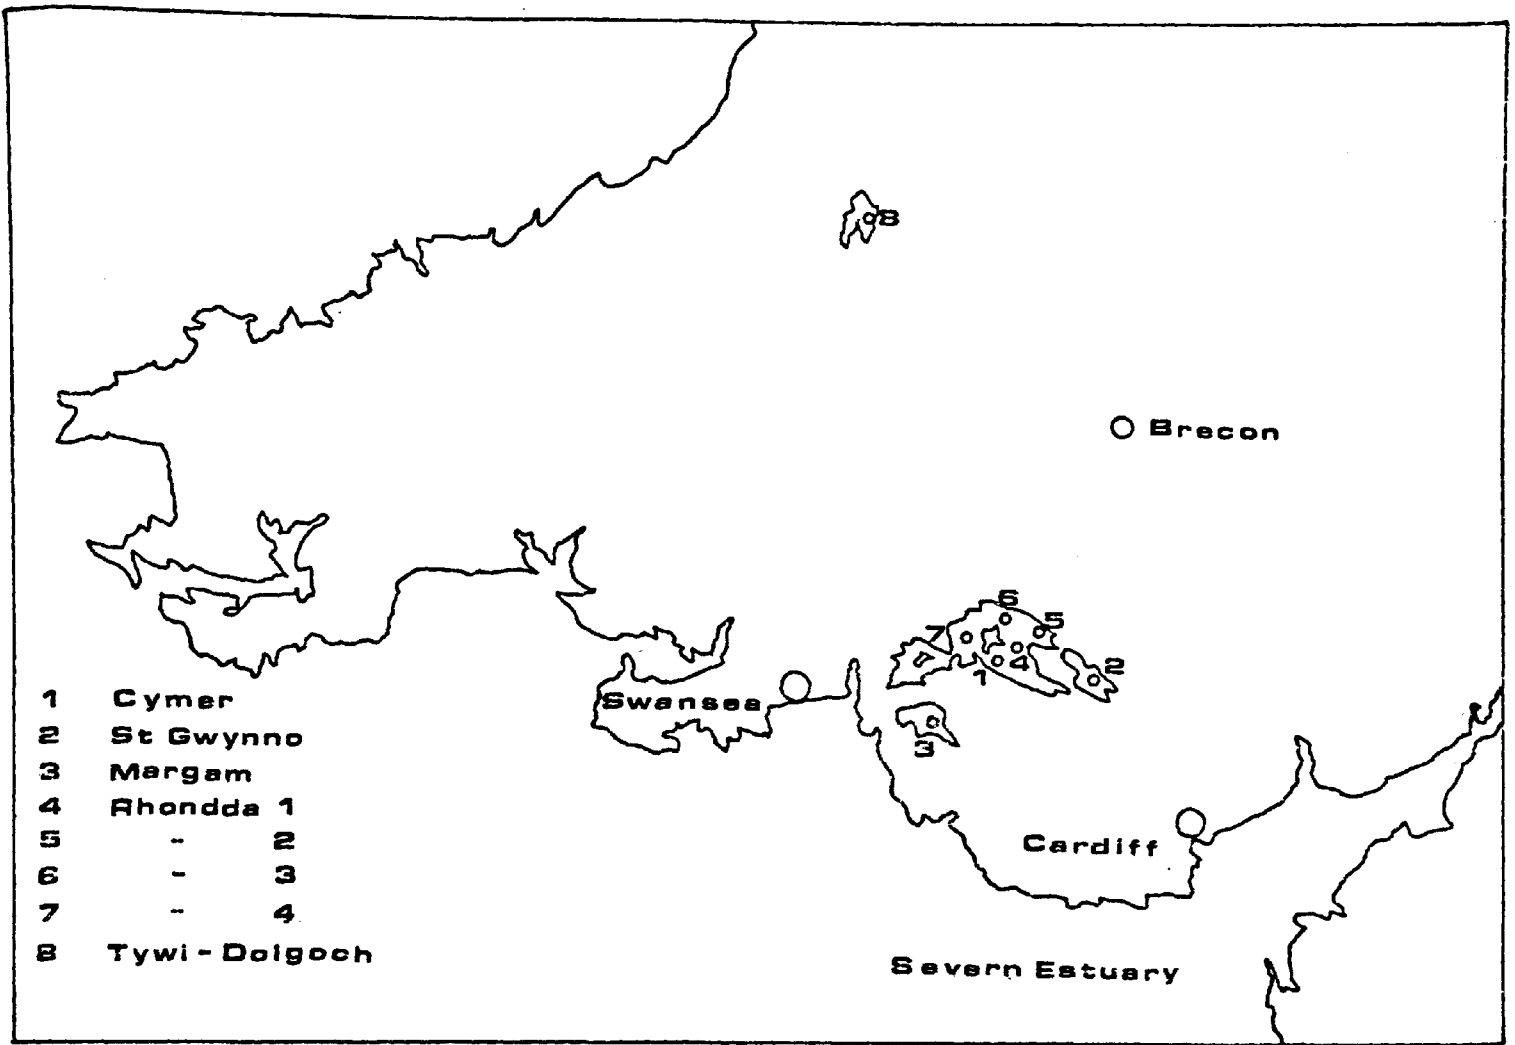 8
Brecon
6
5
7
4
2
1
Swansea
3
Cardiff
Severn Estuary
1 Cymer
2 St Gwynno
3 Margam
4 Rhondda 1
5 " 2
6 " 3
7 " 4
8 Tywi - Dolgoch